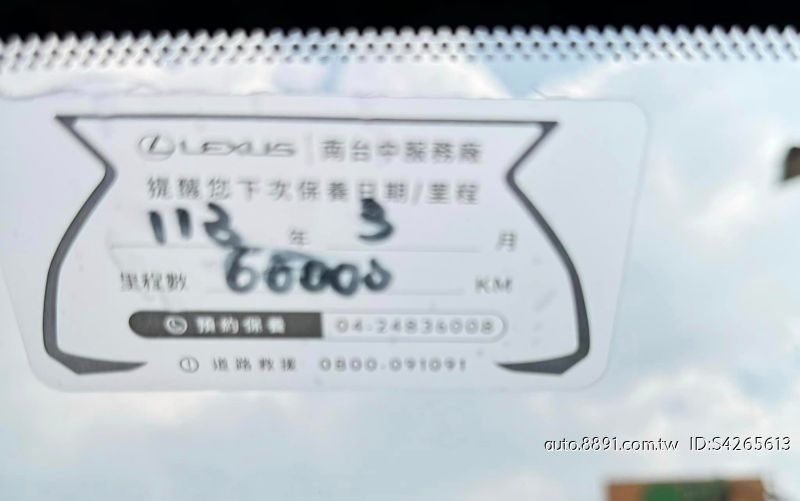 LEXUS 南台中服務廠
提醒您下次保養日期/里程
113 年 3 月
里程數 66000 KM
預約保養 04-24836008
道路救援 0800-091091
auto.8891.com.tw ID:S4265613